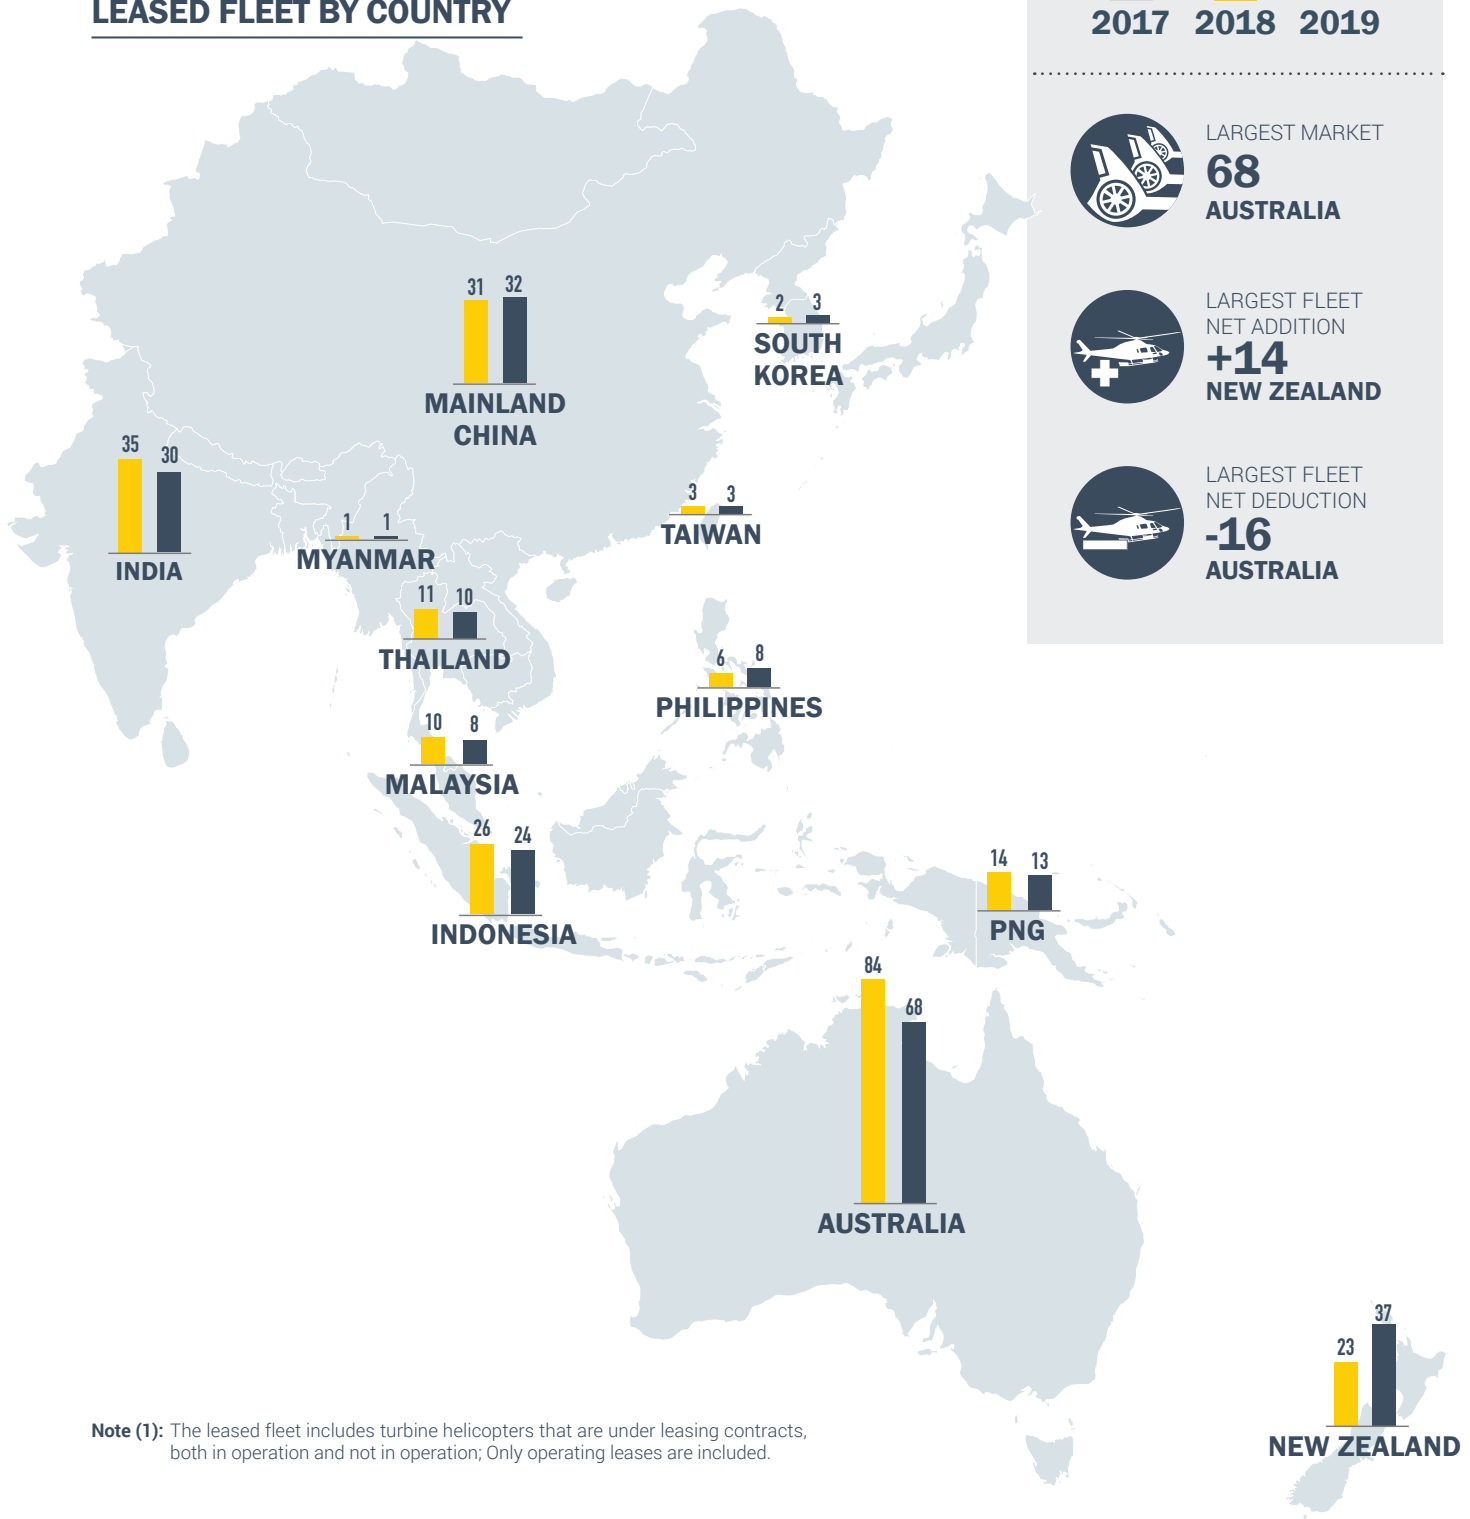 LEASED FLEET BY COUNTRY
2017 2018 2019
LARGEST MARKET
68
AUSTRALIA
LARGEST FLEET
NET ADDITION
+14
NEW ZEALAND
LARGEST FLEET
NET DEDUCTION
-16
AUSTRALIA
31 32
MAINLAND
CHINA
2 3
SOUTH
KOREA
35 30
INDIA
1 1
MYANMAR
3 3
TAIWAN
11 10
THAILAND
6 8
PHILIPPINES
10 8
MALAYSIA
26 24
INDONESIA
14 13
PNG
84 68
AUSTRALIA
23 37
NEW ZEALAND
Note (1): The leased fleet includes turbine helicopters that are under leasing contracts,
both in operation and not in operation; Only operating leases are included.